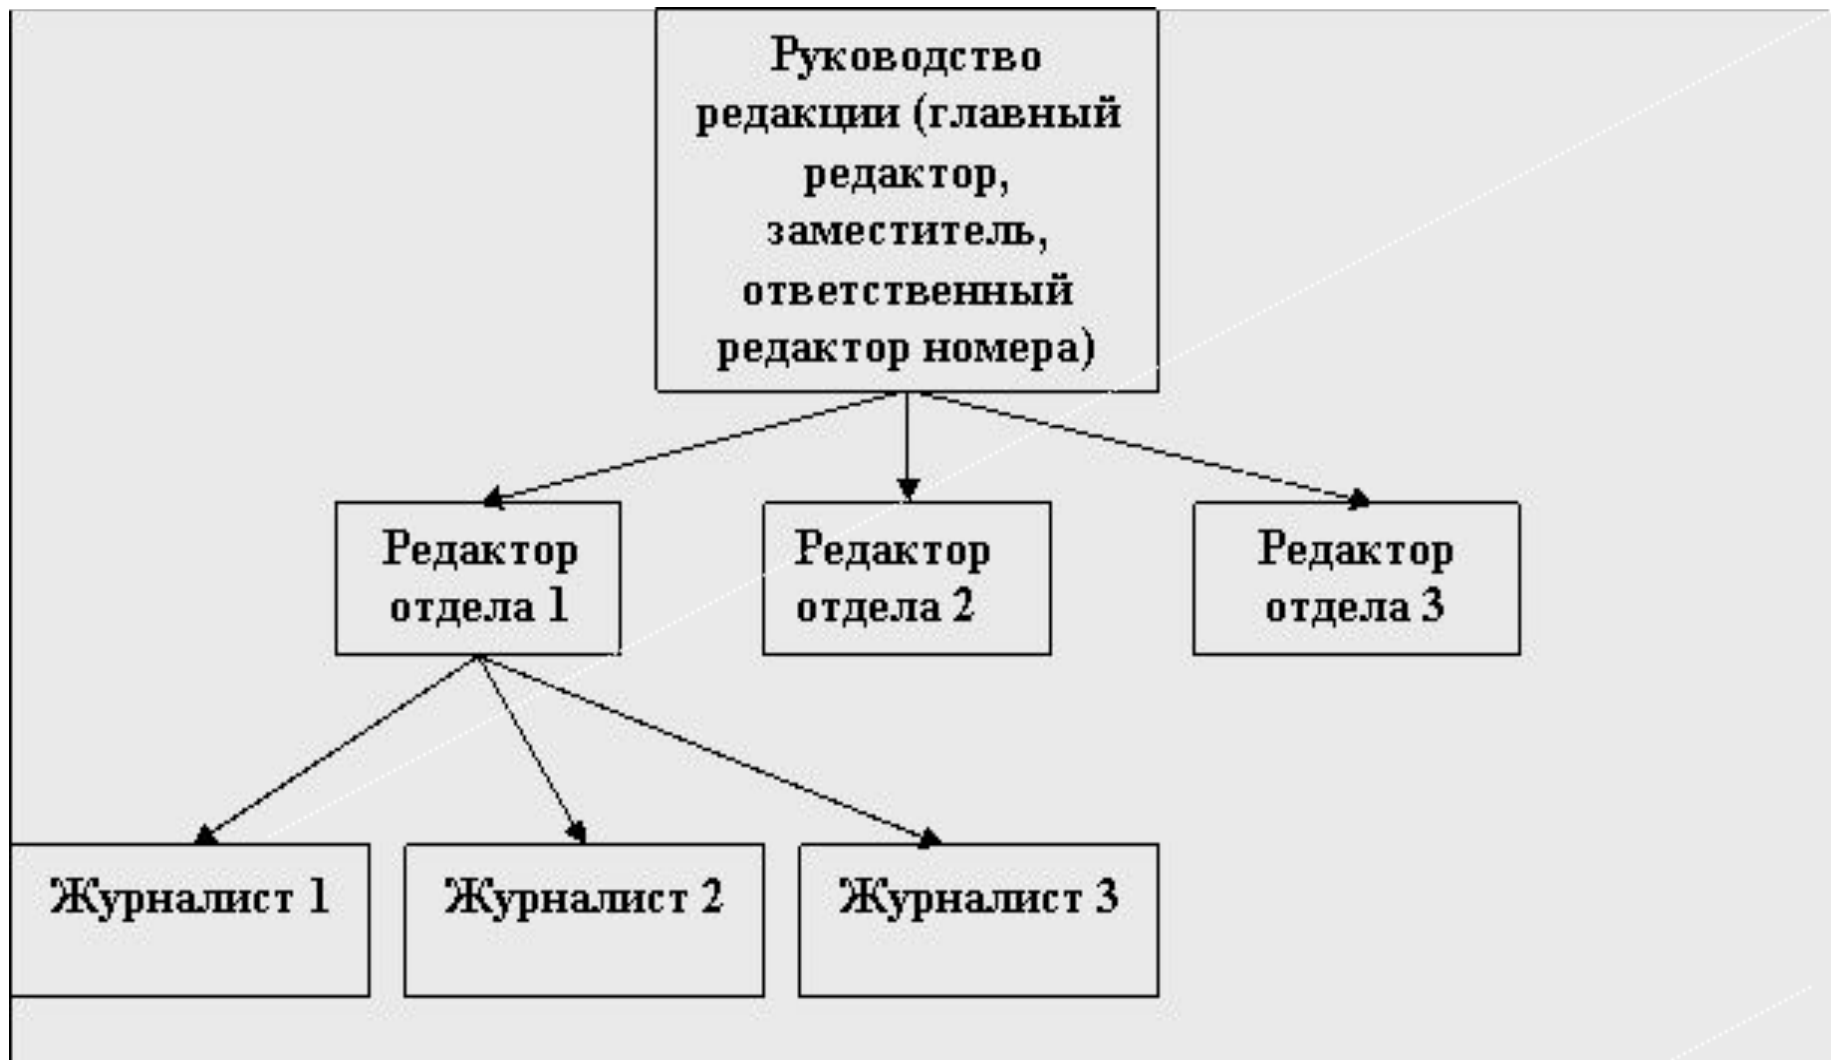 Руководство
редакции (главный
редактор,
заместитель,
ответственный
редактор номера)
Редактор
отдела 1
Редактор
отдела 2
Редактор
отдела 3
Журналист 1
Журналист 2
Журналист 3